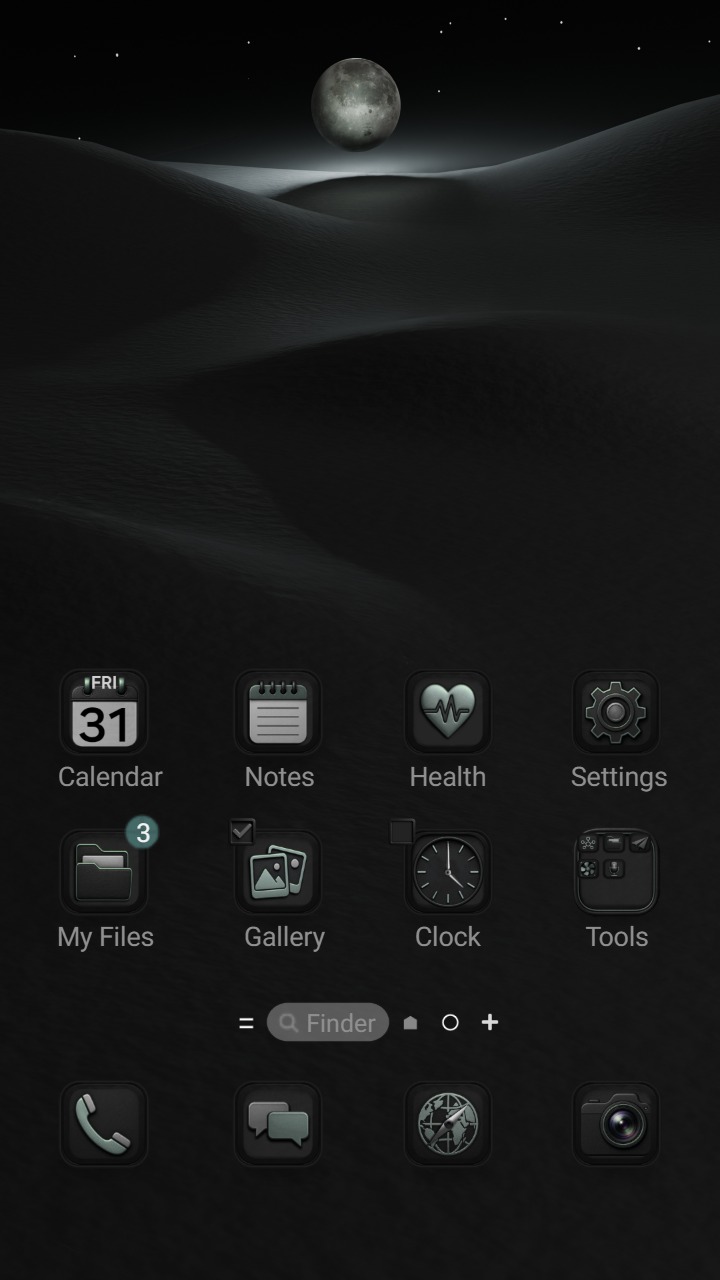 FRI
31
Calendar
Notes
Health
Settings
3
My Files
Gallery
Clock
Tools
Finder